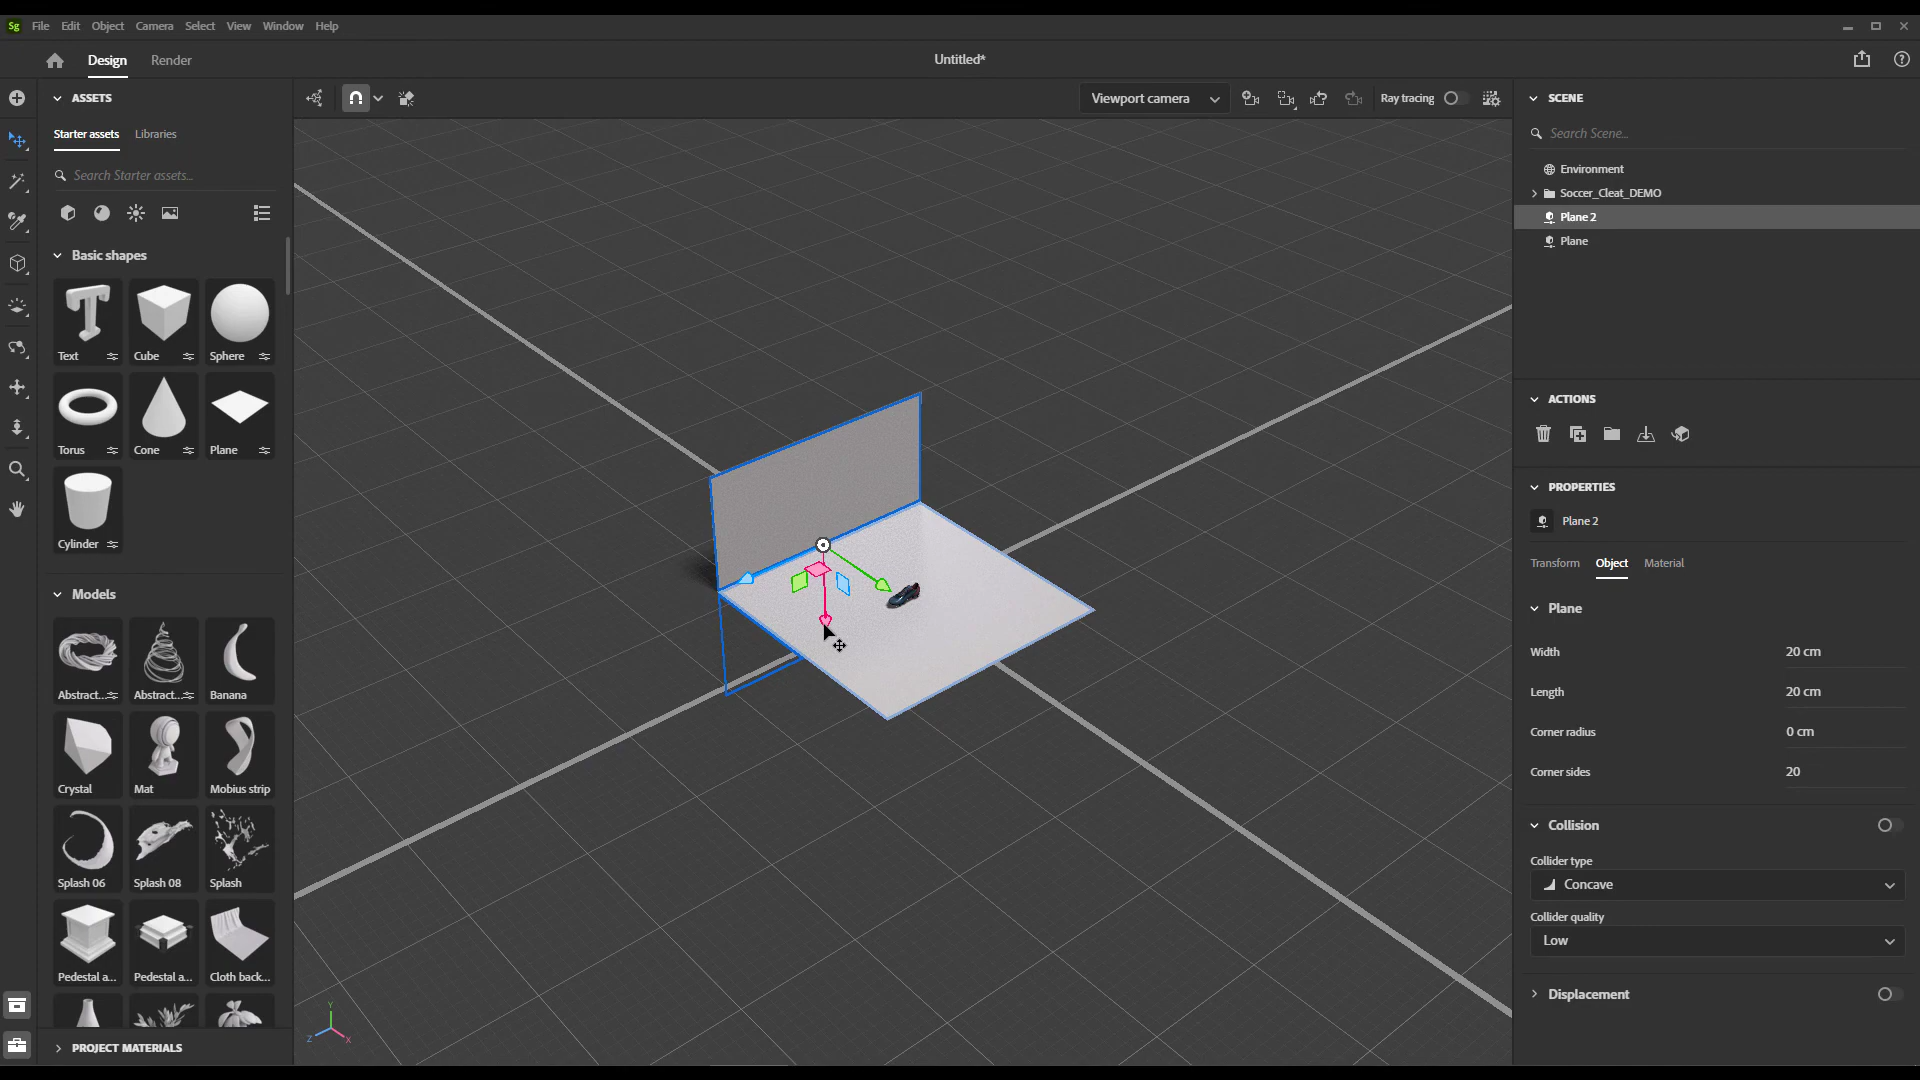 Sg File Edit Object Camera Select View Window Help
Design Render Untitled*
ASSETS
Starter assets Libraries
Search Starter assets...
Basic shapes
Text Cube Sphere
Torus Cone Plane
Cylinder
Models
Abstract... Abstract... Banana
Crystal Mat Mobius strip
Splash 06 Splash 08 Splash
Pedestal a... Pedestal a... Cloth back...
PROJECT MATERIALS
Viewport camera Ray tracing
Y
Z X
SCENE
Search Scene...
Environment
Soccer_Cleat_DEMO
Plane 2
Plane
ACTIONS
PROPERTIES
Plane 2
Transform Object Material
Plane
Width 20 cm
Length 20 cm
Corner radius 0 cm
Corner sides 20
Collision
Collider type
Concave
Collider quality
Low
Displacement